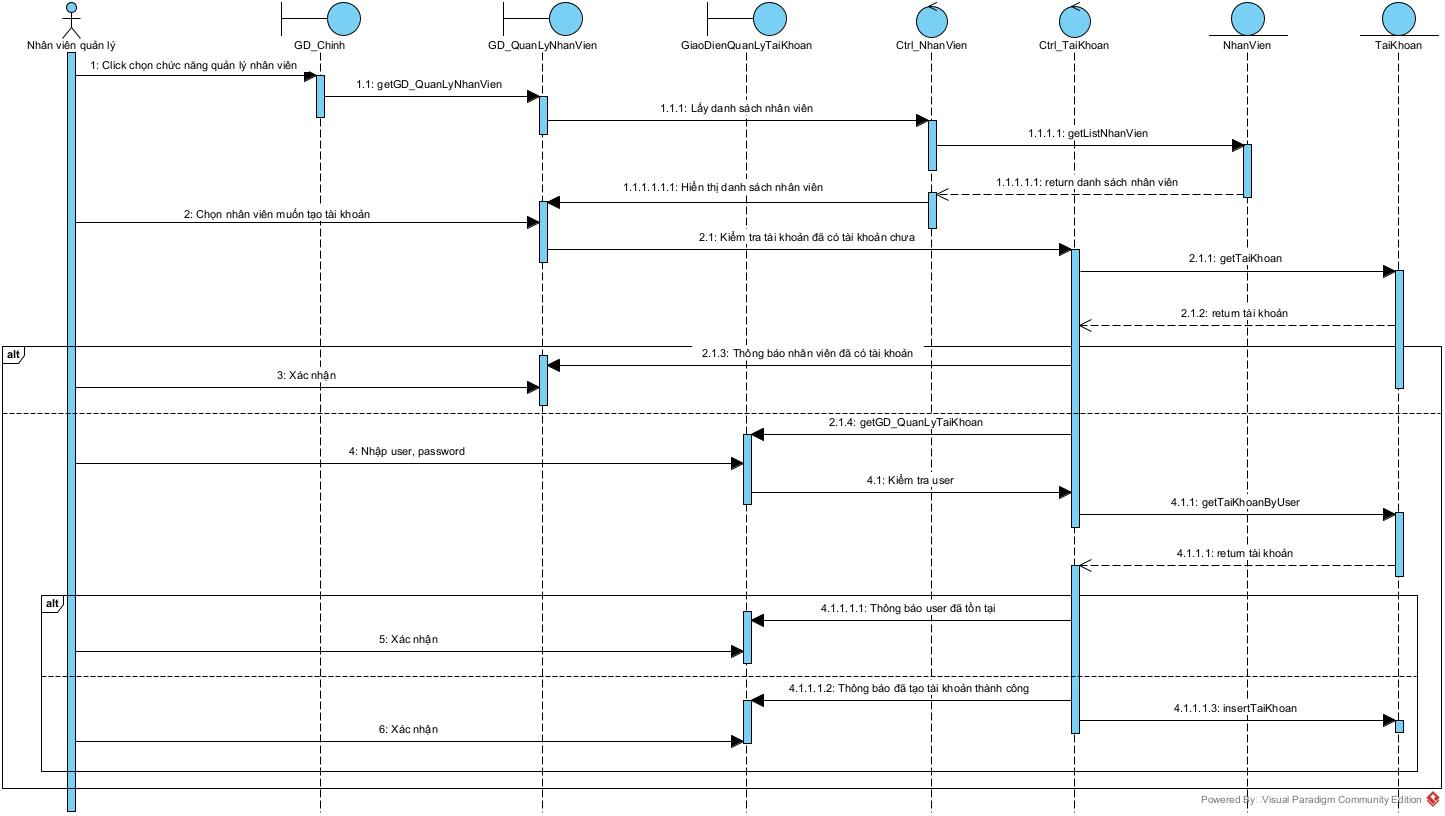 Nhân viên quản lý
GD_Chinh
GD_QuanLyNhanVien
GiaoDienQuanLyTaiKhoan
Ctrl_NhanVien
Ctrl_TaiKhoan
NhanVien
TaiKhoan
1: Click chọn chức năng quản lý nhân viên
1.1: getGD_QuanLyNhanVien
1.1.1: Lấy danh sách nhân viên
1.1.1.1: getListNhanVien
1.1.1.1.1: return danh sách nhân viên
1.1.1.1.1.1: Hiển thị danh sách nhân viên
2: Chọn nhân viên muốn tạo tài khoản
2.1: Kiểm tra tài khoản đã có tài khoản chưa
2.1.1: getTaiKhoan
2.1.2: return tài khoản
alt
2.1.3: Thông báo nhân viên đã có tài khoản
3: Xác nhận
2.1.4: getGD_QuanLyTaiKhoan
4: Nhập user, password
4.1: Kiểm tra user
4.1.1: getTaiKhoanByUser
4.1.1.1: return tài khoản
alt
4.1.1.1.1: Thông báo user đã tồn tại
5: Xác nhận
4.1.1.1.2: Thông báo đã tạo tài khoản thành công
4.1.1.1.3: insertTaiKhoan
6: Xác nhận
Powered By Visual Paradigm Community Edition